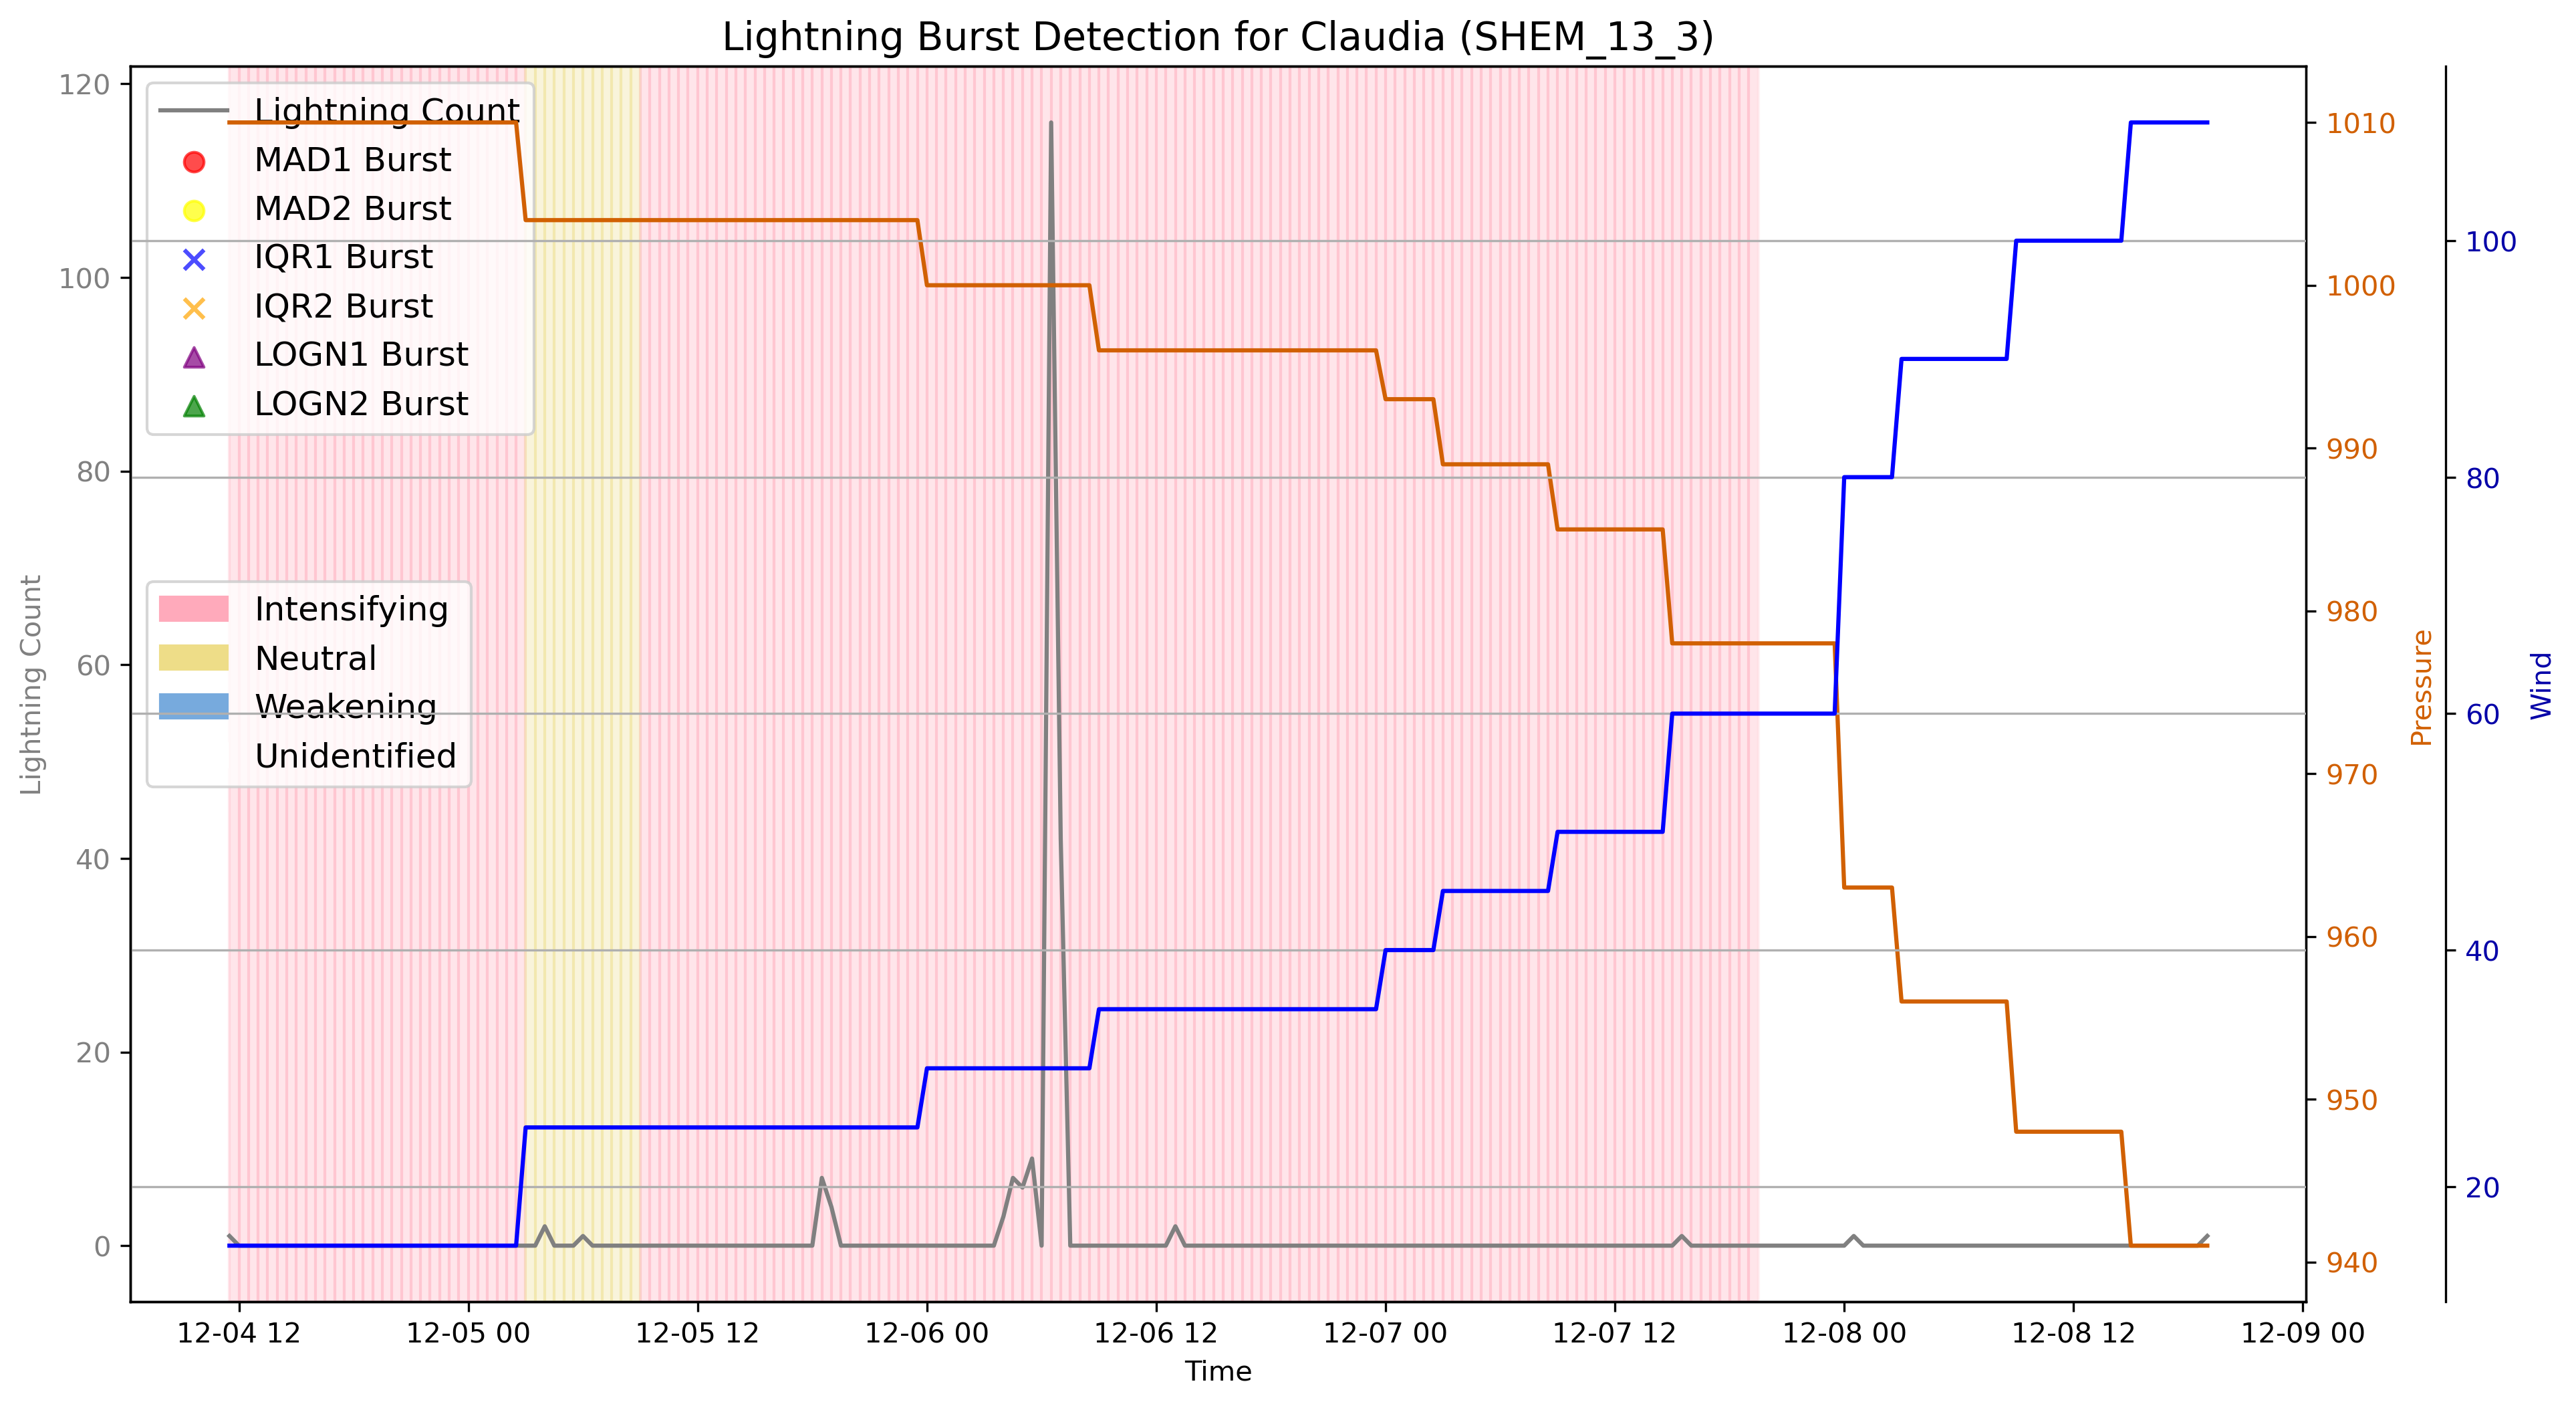 Lightning Burst Detection for Claudia (SHEM_13_3)
Lightning Count
MAD1 Burst
MAD2 Burst
IQR1 Burst
IQR2 Burst
LOGN1 Burst
LOGN2 Burst
Intensifying
Neutral
Weakening
Unidentified
120
100
80
60
40
20
0
Lightning Count
1010
1000
990
980
970
960
950
940
Pressure
100
80
60
40
20
Wind
12-04 12
12-05 00
12-05 12
12-06 00
12-06 12
12-07 00
12-07 12
12-08 00
12-08 12
12-09 00
Time